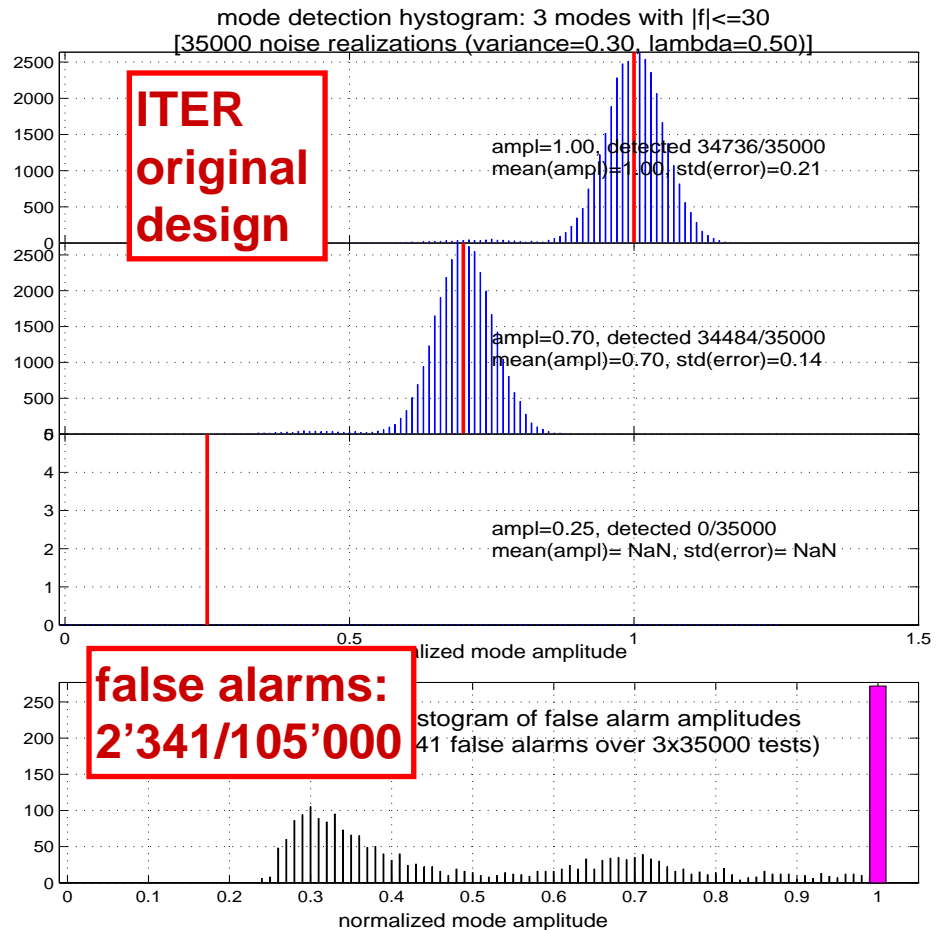 mode detection hystogram: 3 modes with |f|<=30
[35000 noise realizations (variance=0.30, lambda=0.50)]
ITER
original
design
2500
2000
1500
1000
500
0
ampl=1.00, detected 34736/35000
mean(ampl)=1.00, std(error)=0.21
2500
2000
1500
1000
500
0
ampl=0.70, detected 34484/35000
mean(ampl)=0.70, std(error)=0.14
5
4
3
2
1
0
ampl=0.25, detected 0/35000
mean(ampl)= NaN, std(error)= NaN
0 0.5 1 1.5
alized mode amplitude
false alarms:
2'341/105'000
stogram of false alarm amplitudes
41 false alarms over 3x35000 tests)
250
200
150
100
50
0
0 0.1 0.2 0.3 0.4 0.5 0.6 0.7 0.8 0.9 1
normalized mode amplitude